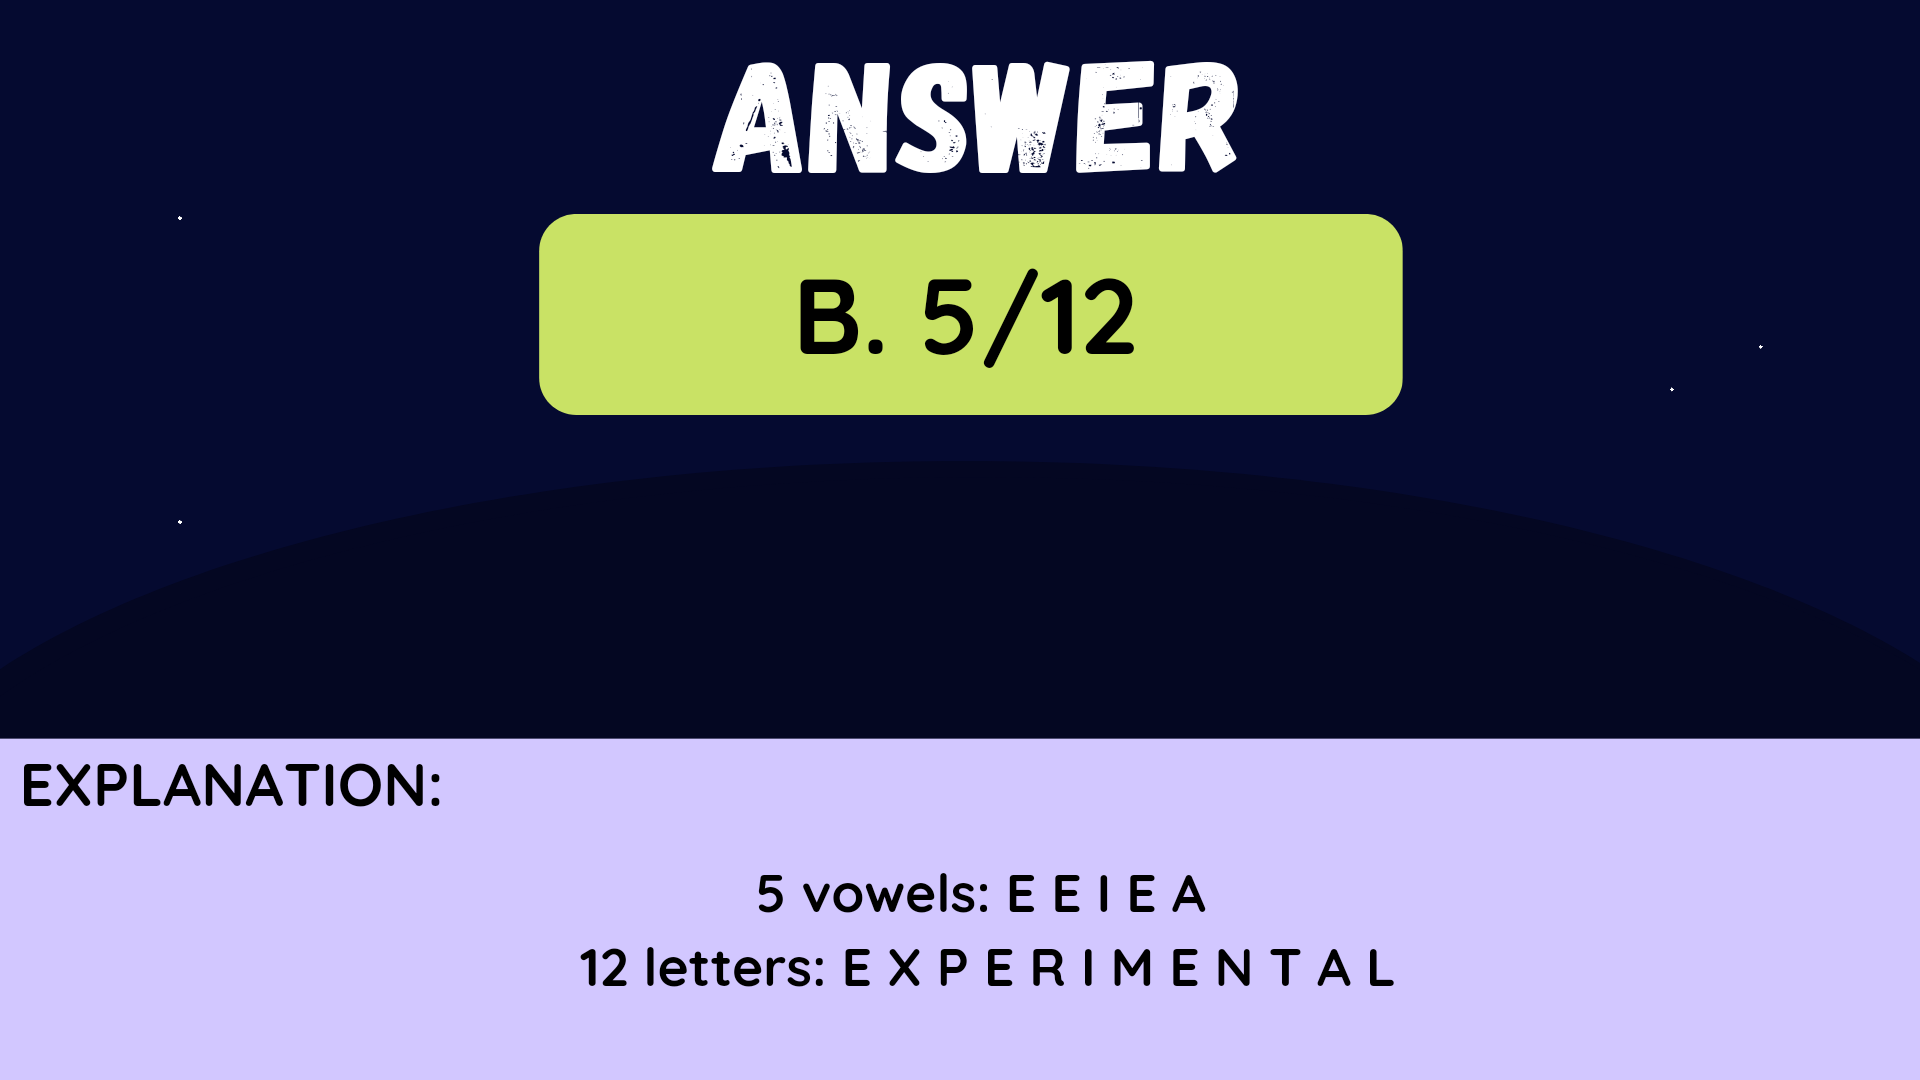 ANSWER
B. 5/12
EXPLANATION:
5 vowels: E E I E A
12 letters: E X P E R I M E N T A L